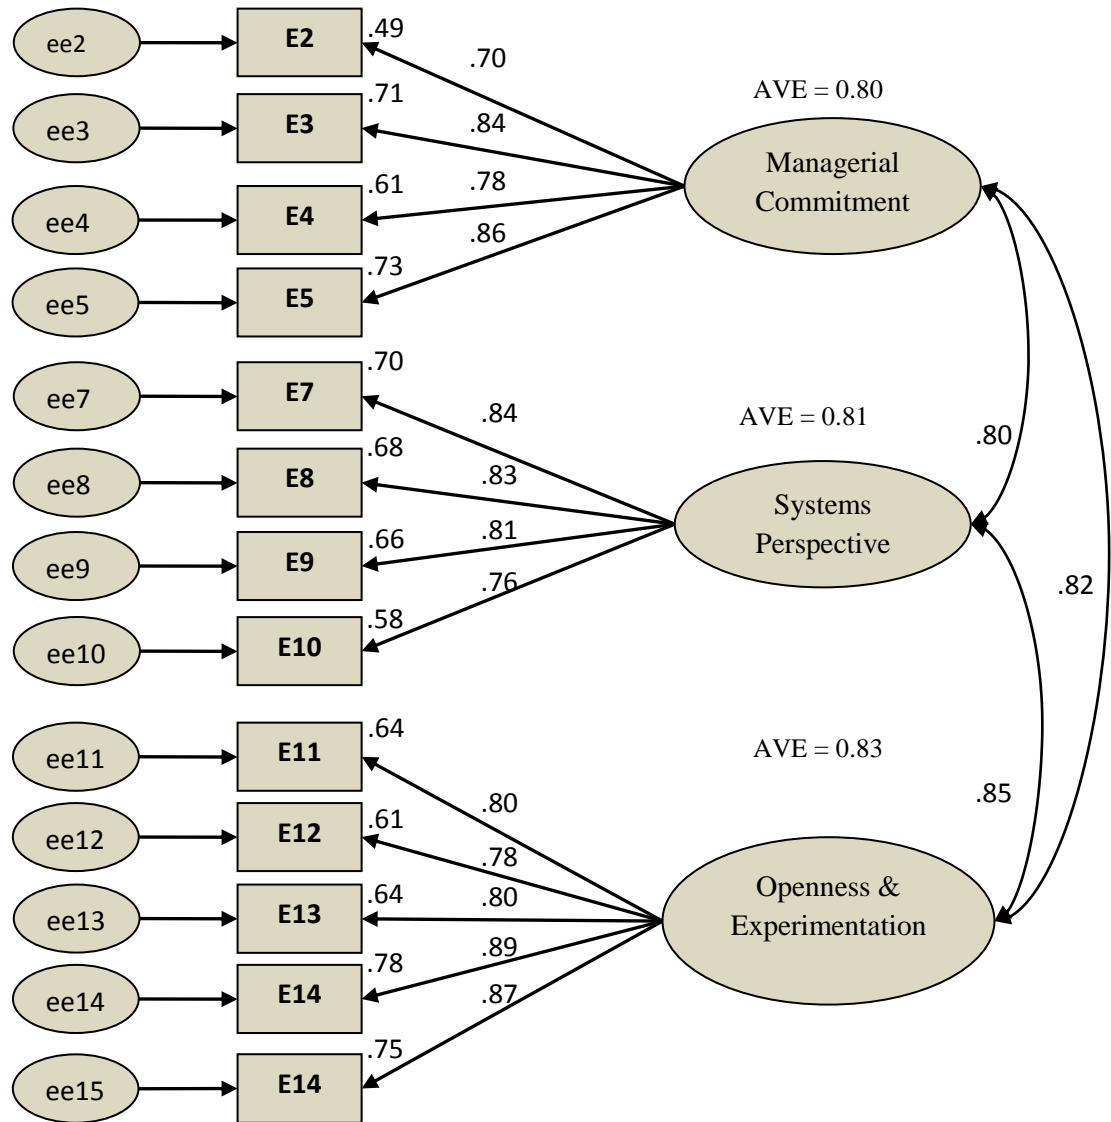 ee2
E2
.49
.70
ee3
E3
.71
.84
ee4
E4
.61
.78
ee5
E5
.73
.86
AVE = 0.80
Managerial
Commitment
ee7
E7
.70
.84
ee8
E8
.68
.83
ee9
E9
.66
.81
ee10
E10
.58
.76
AVE = 0.81
Systems
Perspective
.80
.82
ee11
E11
.64
.80
ee12
E12
.61
.78
ee13
E13
.64
.80
ee14
E14
.78
.89
ee15
E14
.75
.87
AVE = 0.83
Openness &
Experimentation
.85